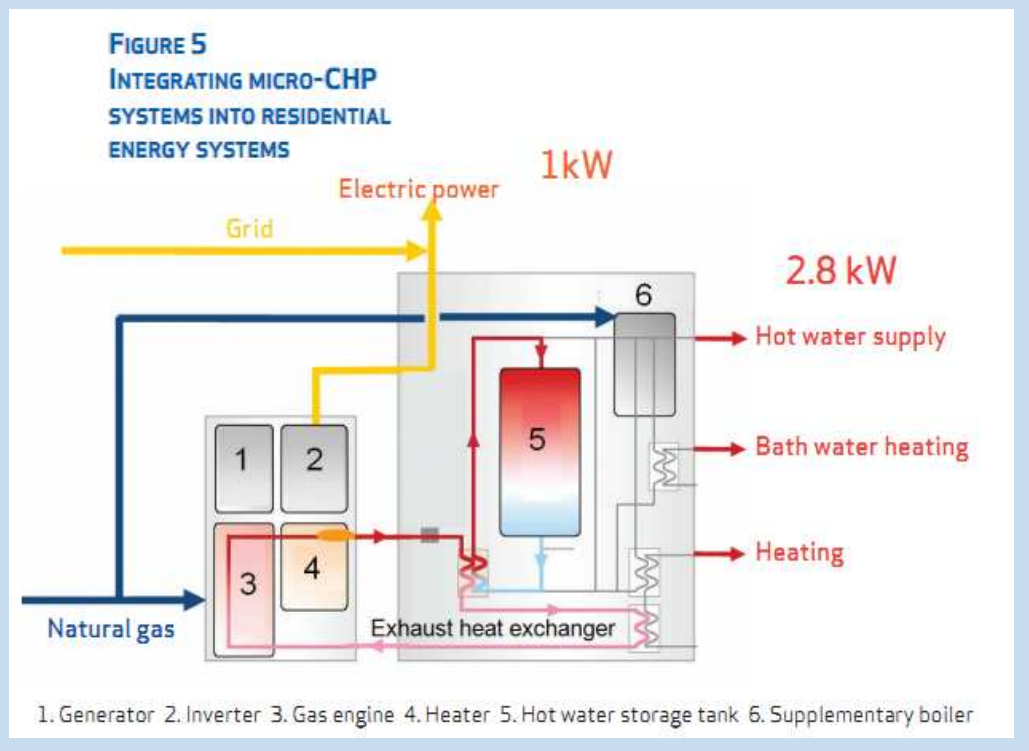 FIGURE 5
INTEGRATING MICRO-CHP
SYSTEMS INTO RESIDENTIAL
ENERGY SYSTEMS
1kW
Electric power
Grid
2.8 kW
6
Hot water supply
5
Bath water heating
1
2
Heating
4
3
Natural gas
Exhaust heat exchanger
1. Generator 2. Inverter 3. Gas engine 4. Heater 5. Hot water storage tank 6. Supplementary boiler